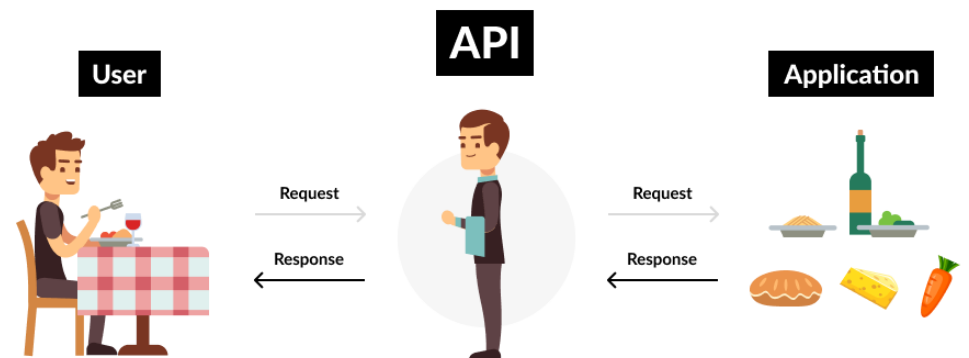 User
API
Application
Request
Response
Request
Response